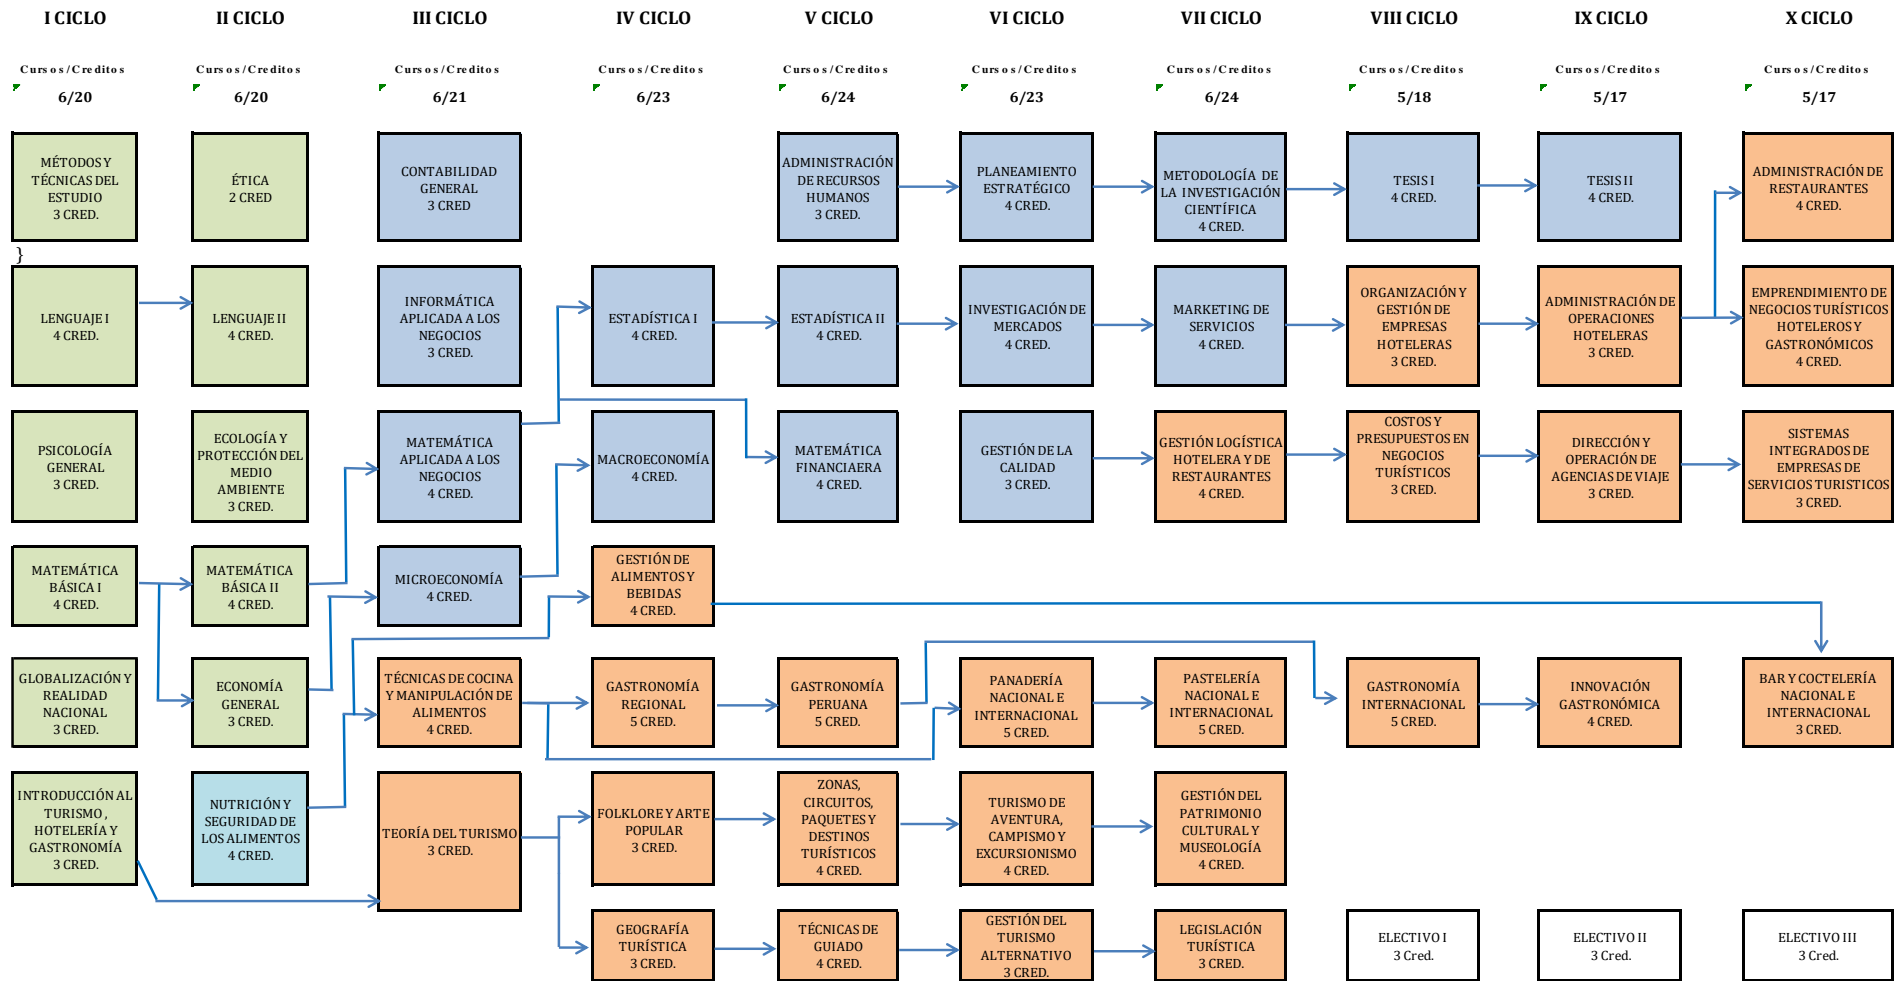 I CICLO
II CICLO
III CICLO
IV CICLO
V CICLO
VI CICLO
VII CICLO
VIII CICLO
IX CICLO
X CICLO
Cursos/Creditos
Cursos/Creditos
Cursos/Creditos
Cursos/Creditos
Cursos/Creditos
Cursos/Creditos
Cursos/Creditos
Cursos/Creditos
Cursos/Creditos
Cursos/Creditos
6/20
6/20
6/21
6/23
6/24
6/23
6/24
5/18
5/17
5/17
MÉTODOS Y
TÉCNICAS DEL
ESTUDIO
3 CRED.
ÉTICA
2 CRED
CONTABILIDAD
GENERAL
3 CRED
ADMINISTRACIÓN
DE RECURSOS
HUMANOS
3 CRED.
PLANEAMIENTO
ESTRATÉGICO
4 CRED.
METODOLOGÍA DE
LA INVESTIGACIÓN
CIENTÍFICA
4 CRED.
TESIS I
4 CRED.
TESIS II
4 CRED.
ADMINISTRACIÓN DE
RESTAURANTES
4 CRED.
}
LENGUAJE I
4 CRED.
LENGUAJE II
4 CRED.
INFORMÁTICA
APLICADA A LOS
NEGOCIOS
3 CRED.
ESTADÍSTICA I
4 CRED.
ESTADÍSTICA II
4 CRED.
INVESTIGACIÓN DE
MERCADOS
4 CRED.
MARKETING DE
SERVICIOS
4 CRED.
ORGANIZACIÓN Y
GESTIÓN DE
EMPRESAS
HOTELERAS
3 CRED.
ADMINISTRACIÓN DE
OPERACIONES
HOTELERAS
3 CRED.
EMPRENDIMIENTO DE
NEGOCIOS TURÍSTICOS
HOTELEROS Y
GASTRONÓMICOS
4 CRED.
PSICOLOGÍA
GENERAL
3 CRED.
ECOLOGÍA Y
PROTECCIÓN DEL
MEDIO
AMBIENTE
3 CRED.
MATEMÁTICA
APLICADA A LOS
NEGOCIOS
4 CRED.
MACROECONOMÍA
4 CRED.
MATEMÁTICA
FINANCIAERA
4 CRED.
GESTIÓN DE LA
CALIDAD
3 CRED.
GESTIÓN LOGÍSTICA
HOTELERA Y DE
RESTAURANTES
4 CRED.
COSTOS Y
PRESUPUESTOS EN
NEGOCIOS
TURÍSTICOS
3 CRED.
DIRECCIÓN Y
OPERACIÓN DE
AGENCIAS DE VIAJE
3 CRED.
SISTEMAS
INTEGRADOS DE
EMPRESAS DE
SERVICIOS TURISTICOS
3 CRED.
MATEMÁTICA
BÁSICA I
4 CRED.
MATEMÁTICA
BÁSICA II
4 CRED.
MICROECONOMÍA
4 CRED.
GESTIÓN DE
ALIMENTOS Y
BEBIDAS
4 CRED.
GLOBALIZACIÓN Y
REALIDAD
NACIONAL
3 CRED.
ECONOMÍA
GENERAL
3 CRED.
TÉCNICAS DE COCINA
Y MANIPULACIÓN DE
ALIMENTOS
4 CRED.
GASTRONOMÍA
REGIONAL
5 CRED.
GASTRONOMÍA
PERUANA
5 CRED.
PANADERÍA
NACIONAL E
INTERNACIONAL
5 CRED.
PASTELERÍA
NACIONAL E
INTERNACIONAL
5 CRED.
GASTRONOMÍA
INTERNACIONAL
5 CRED.
INNOVACIÓN
GASTRONÓMICA
4 CRED.
BAR Y COCTELERÍA
NACIONAL E
INTERNACIONAL
3 CRED.
INTRODUCCIÓN AL
TURISMO ,
HOTELERÍA Y
GASTRONOMÍA
3 CRED.
NUTRICIÓN Y
SEGURIDAD DE
LOS ALIMENTOS
4 CRED.
TEORÍA DEL TURISMO
3 CRED.
FOLKLORE Y ARTE
POPULAR
3 CRED.
ZONAS,
CIRCUITOS,
PAQUETES Y
DESTINOS
TURÍSTICOS
4 CRED.
TURISMO DE
AVENTURA,
CAMPISMO Y
EXCURSIONISMO
4 CRED.
GESTIÓN DEL
PATRIMONIO
CULTURAL Y
MUSEOLOGÍA
4 CRED.
GEOGRAFÍA
TURÍSTICA
3 CRED.
TÉCNICAS DE
GUIADO
4 CRED.
GESTIÓN DEL
TURISMO
ALTERNATIVO
3 CRED.
LEGISLACIÓN
TURÍSTICA
3 CRED.
ELECTIVO I
3 Cred.
ELECTIVO II
3 Cred.
ELECTIVO III
3 Cred.